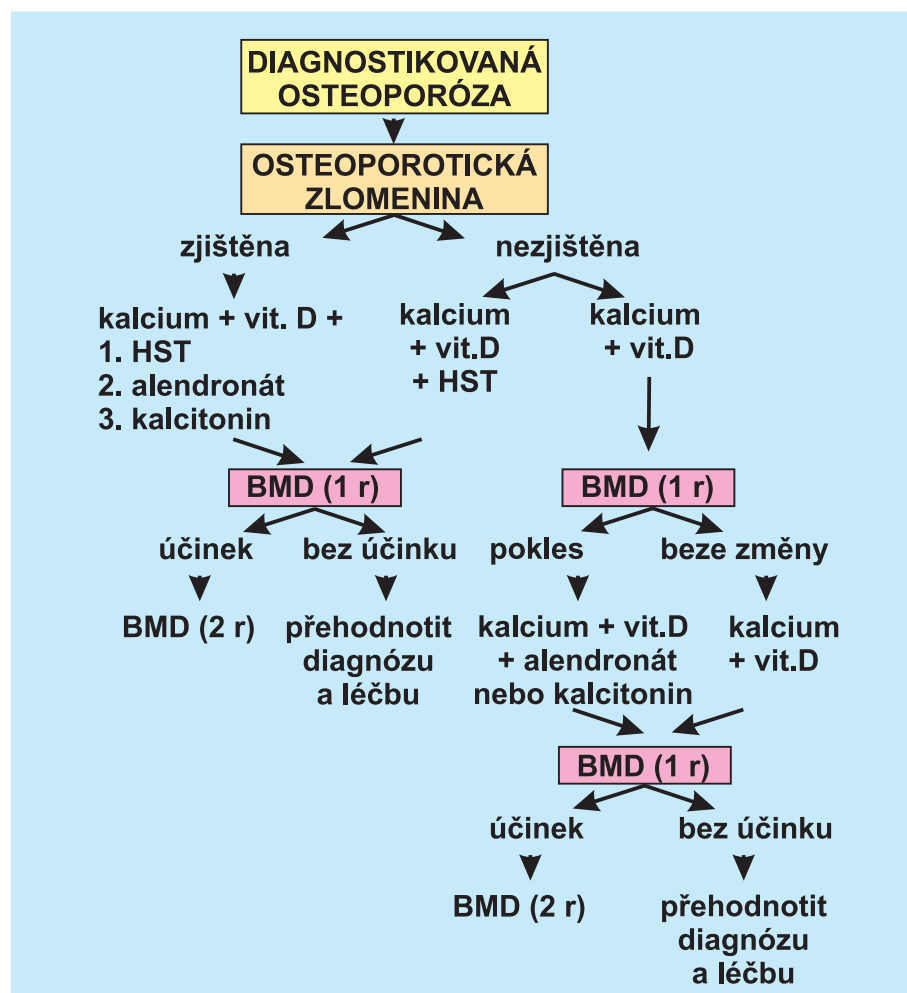 DIAGNOSTIKOVANÁ
OSTEOPORÓZA
OSTEOPOROTICKÁ
ZLOMENINA
zjištěna
nezjištěna
kalcium + vit. D +
1. HST
2. alendronát
3. kalcitonin
kalcium
+ vit.D
+ HST
kalcium
+ vit.D
BMD (1 r)
BMD (1 r)
účinek
bez účinku
pokles
beze změny
BMD (2 r)
přehodnotit
diagnózu
a léčbu
kalcium + vit.D
+ alendronát
nebo kalcitonin
kalcium
+ vit.D
BMD (1 r)
účinek
bez účinku
BMD (2 r)
přehodnotit
diagnózu
a léčbu